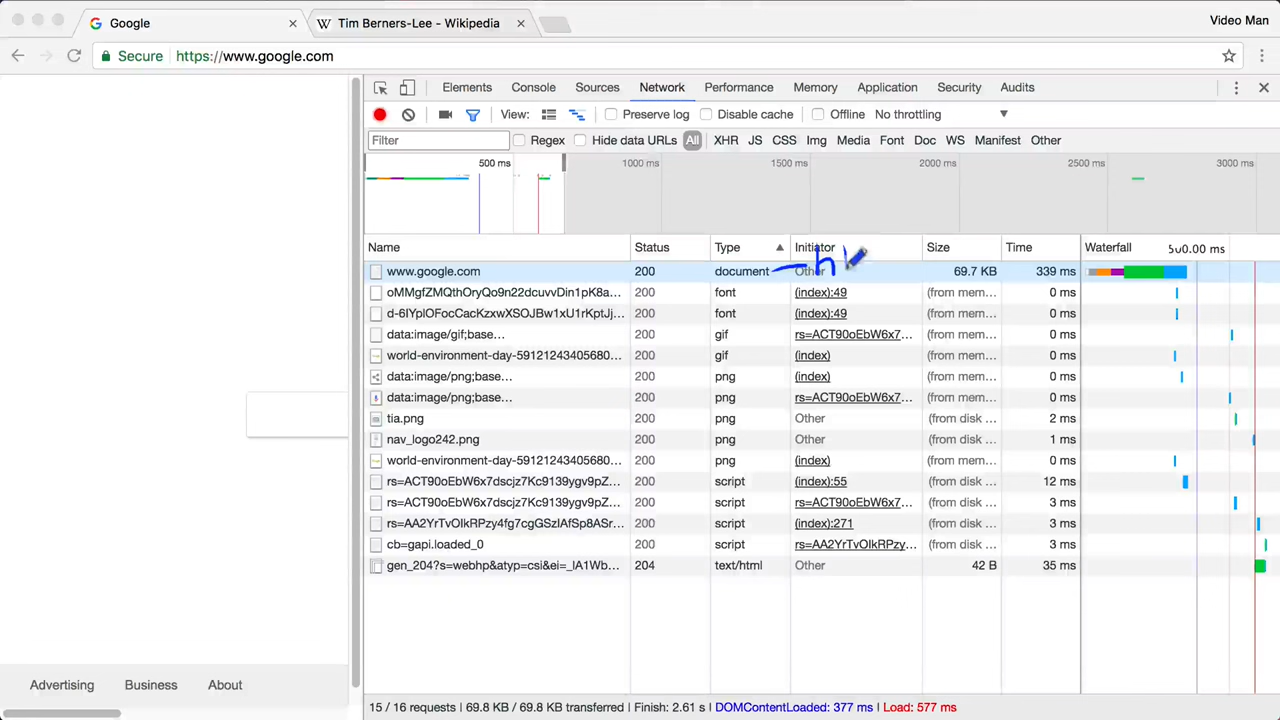 Google
Tim Berners-Lee - Wikipedia
Video Man
Secure
https://www.google.com
Elements Console Sources Network Performance Memory Application Security Audits
View: Preserve log Disable cache Offline No throttling
Filter Regex Hide data URLs All XHR JS CSS Img Media Font Doc WS Manifest Other
500 ms 1000 ms 1500 ms 2000 ms 2500 ms 3000 ms
Name Status Type Initiator Size Time Waterfall 500.00 ms
www.google.com 200 document Other h 69.7 KB 339 ms
oMMgfZMQthOryQo9n22dcuvvDin1pK8a... 200 font (index):49 (from mem... 0 ms
d-6IYplOFocCacKzxwXSOJBw1xU1rKptJj... 200 font (index):49 (from mem... 0 ms
data:image/gif;base... 200 gif rs=ACT90oEbW6x7... (from mem... 0 ms
world-environment-day-59121243405680... 200 gif (index) (from mem... 0 ms
data:image/png;base... 200 png (index) (from mem... 0 ms
data:image/png;base... 200 png rs=ACT90oEbW6x7... (from mem... 0 ms
tia.png 200 png Other (from disk ... 2 ms
nav_logo242.png 200 png Other (from disk ... 1 ms
world-environment-day-59121243405680... 200 png (index) (from mem... 0 ms
rs=ACT90oEbW6x7dscjz7Kc9139ygv9pZ... 200 script (index):55 (from disk ... 12 ms
rs=ACT90oEbW6x7dscjz7Kc9139ygv9pZ... 200 script rs=ACT90oEbW6x7... (from disk ... 3 ms
rs=AA2YrTvOIkRPzy4fg7cgGSzIAfSp8ASr... 200 script (index):271 (from disk ... 3 ms
cb=gapi.loaded_0 200 script rs=AA2YrTvOIkRPzy... (from disk ... 3 ms
gen_204?s=webhp&atyp=csi&ei=_lA1Wb... 204 text/html Other 42 B 35 ms
Advertising Business About
15 / 16 requests | 69.8 KB / 69.8 KB transferred | Finish: 2.61 s | DOMContentLoaded: 377 ms | Load: 577 ms